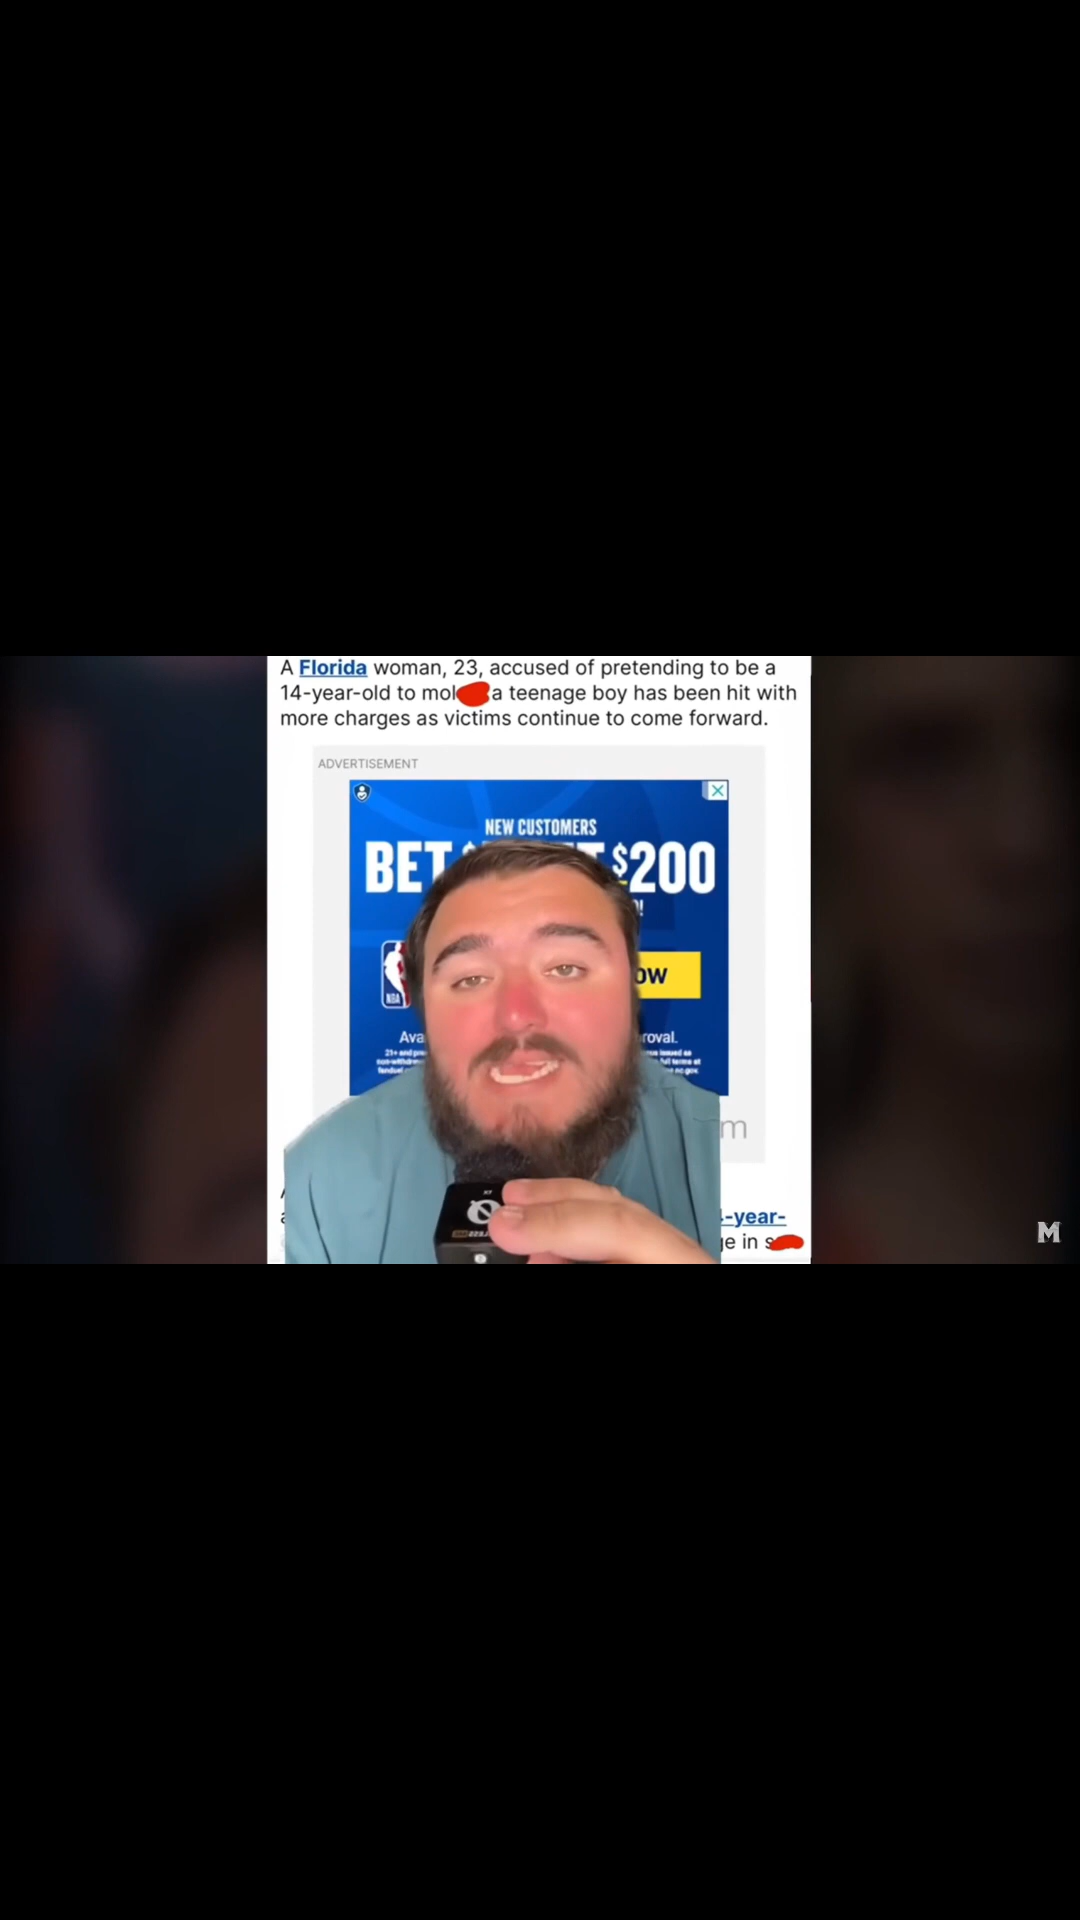 A Florida woman, 23, accused of pretending to be a
14-year-old to mol a teenage boy has been hit with
more charges as victims continue to come forward.
ADVERTISEMENT
NEW CUSTOMERS
BET $200
NBA
OW
Ava roval.
m
-year-
e in s
M